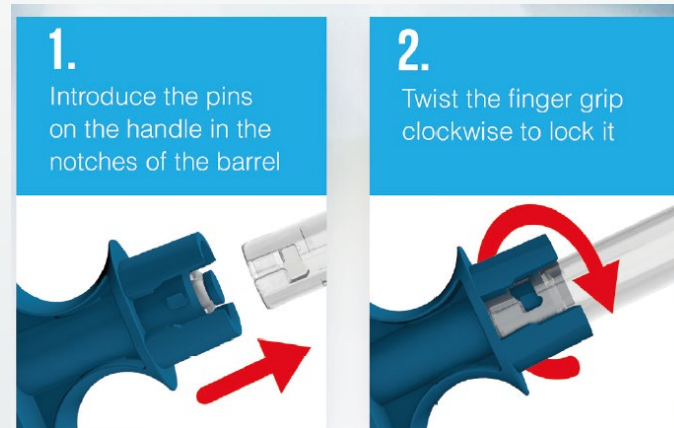 1.
Introduce the pins
on the handle in the
notches of the barrel
2.
Twist the finger grip
clockwise to lock it